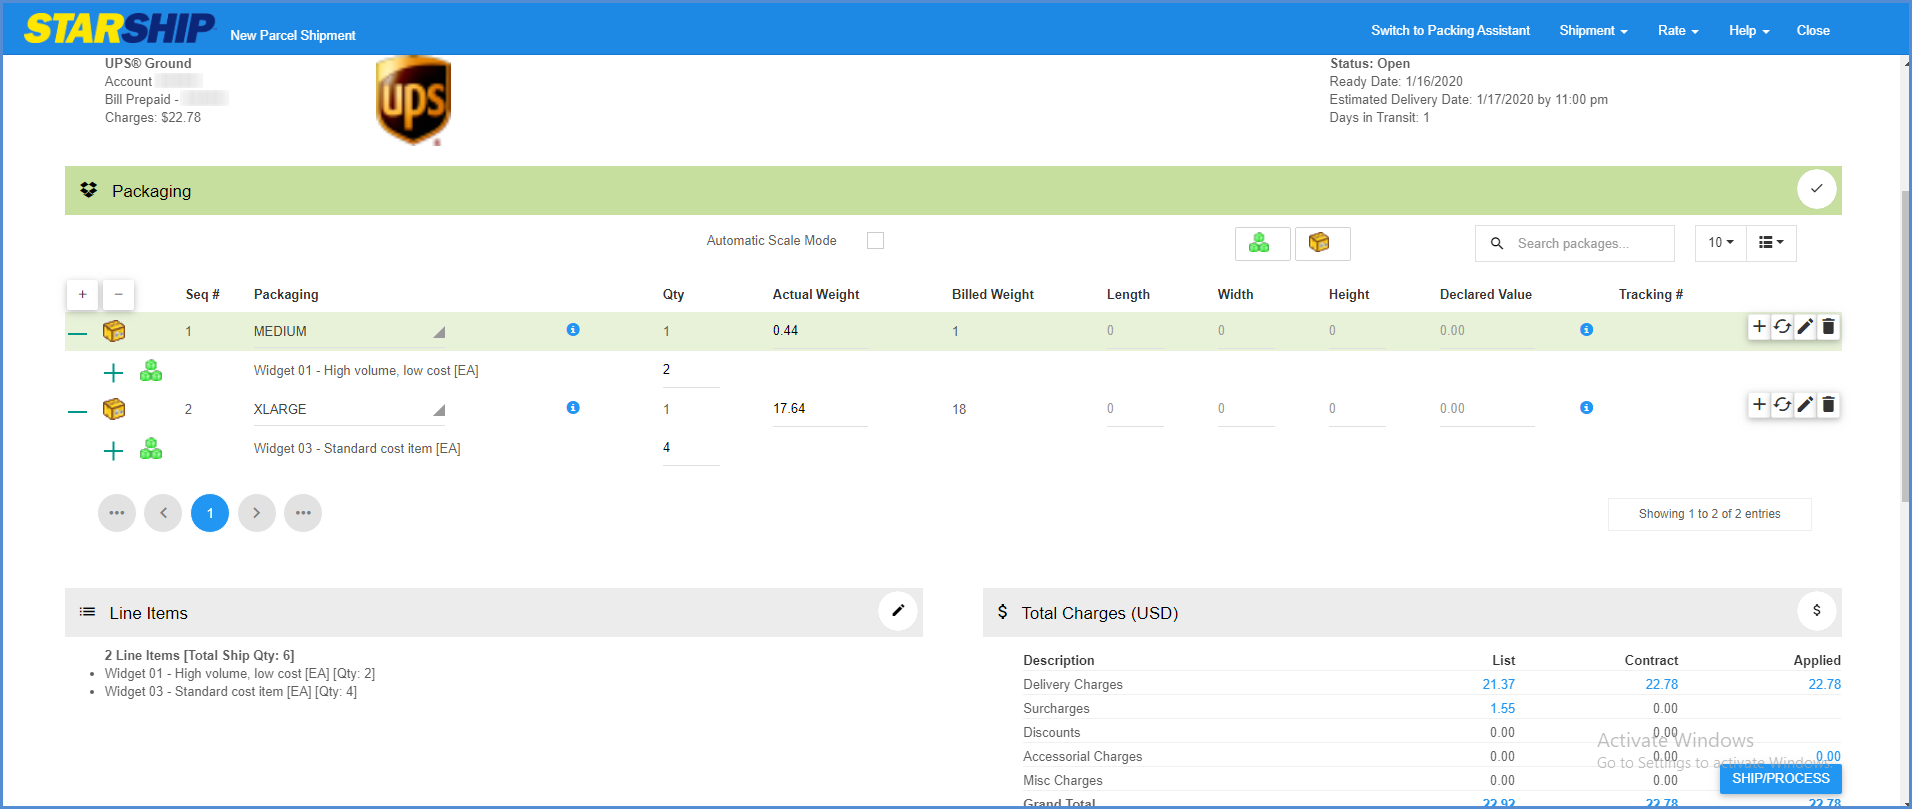 STARSHIP New Parcel Shipment Switch to Packing Assistant Shipment Rate Help Close
UPS® Ground
Account
Bill Prepaid -
Charges: $22.78
ups
Status: Open
Ready Date: 1/16/2020
Estimated Delivery Date: 1/17/2020 by 11:00 pm
Days in Transit: 1
Packaging
Automatic Scale Mode
Search packages...
10
Seq # Packaging Qty Actual Weight Billed Weight Length Width Height Declared Value Tracking #
1 MEDIUM 1 0.44 1 0 0 0 0.00
Widget 01 - High volume, low cost [EA] 2
2 XLARGE 1 17.64 18 0 0 0 0.00
Widget 03 - Standard cost item [EA] 4
1
Showing 1 to 2 of 2 entries
Line Items
2 Line Items [Total Ship Qty: 6]
• Widget 01 - High volume, low cost [EA] [Qty: 2]
• Widget 03 - Standard cost item [EA] [Qty: 4]
$ Total Charges (USD) $
Description List Contract Applied
Delivery Charges 21.37 22.78 22.78
Surcharges 1.55 0.00
Discounts 0.00 0.00
Accessorial Charges 0.00 0.00 0.00
Misc Charges 0.00 0.00
Grand Total 22.92 22.78 22.78
Activate Windows
Go to Settings to activate Windows.
SHIP/PROCESS